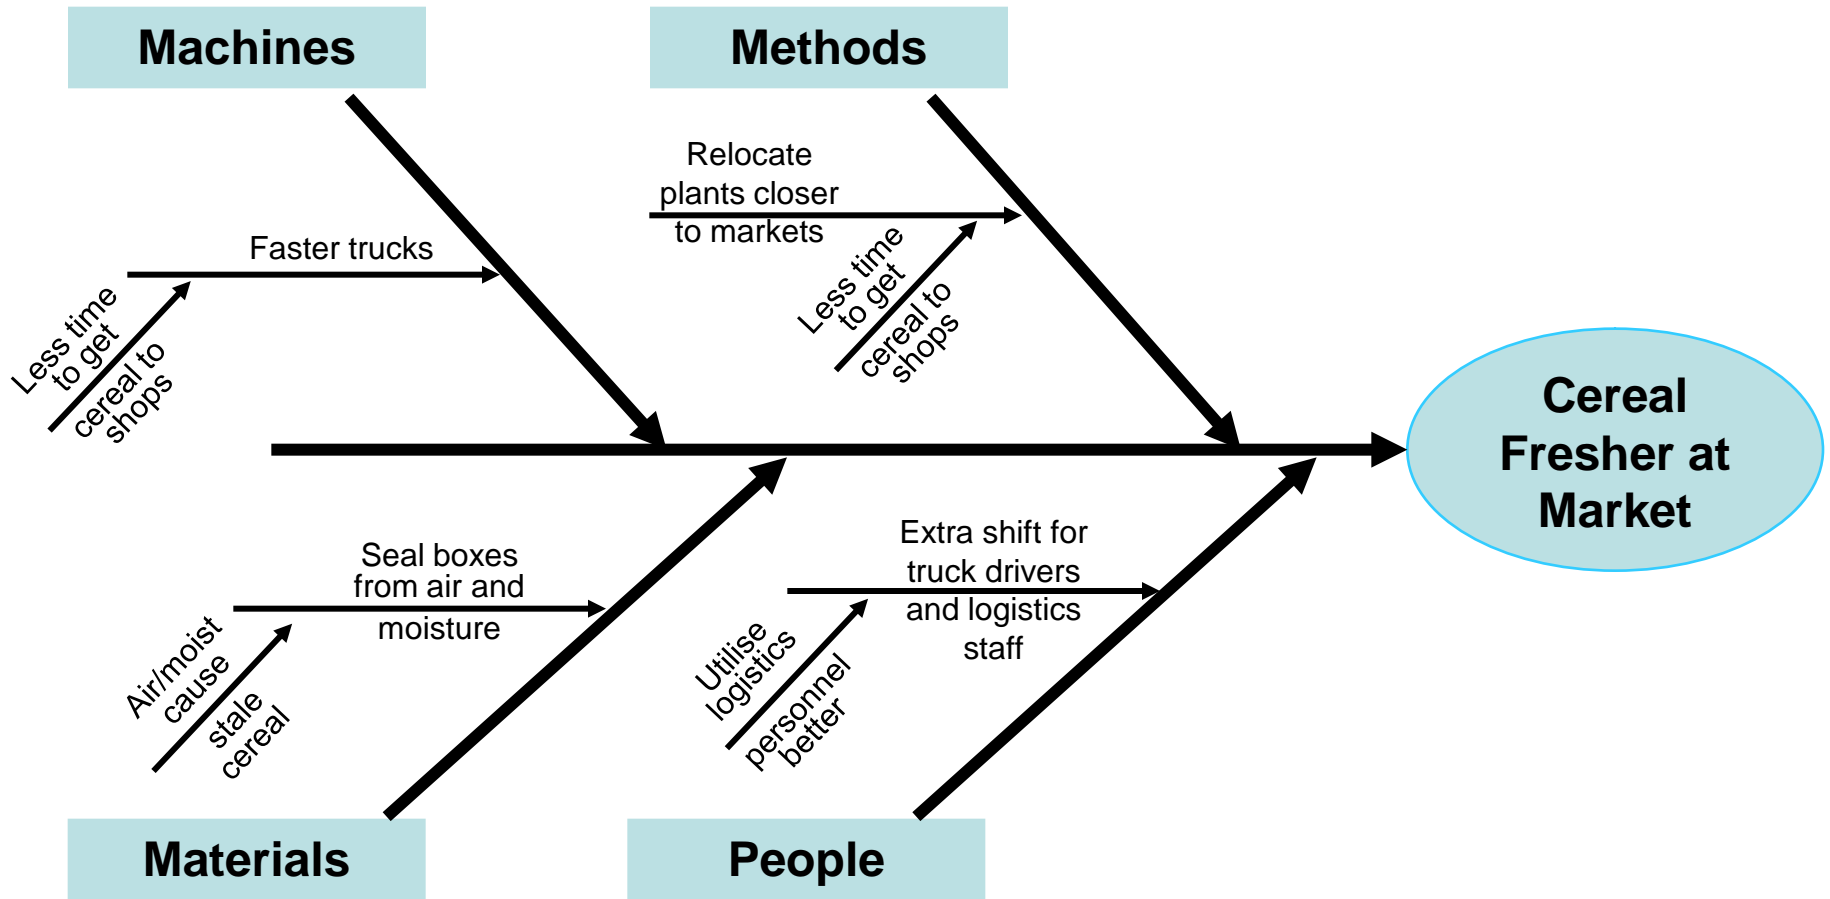 Machines
Methods
Relocate
plants closer
to markets
Faster trucks
Less time
to get
cereal to
shops
Less time
to get
cereal to
shops
Cereal
Fresher at
Market
Seal boxes
from air and
moisture
Extra shift for
truck drivers
and logistics
staff
Air/moist
cause
stale
cereal
Utilise
logistics
personnel
better
Materials
People